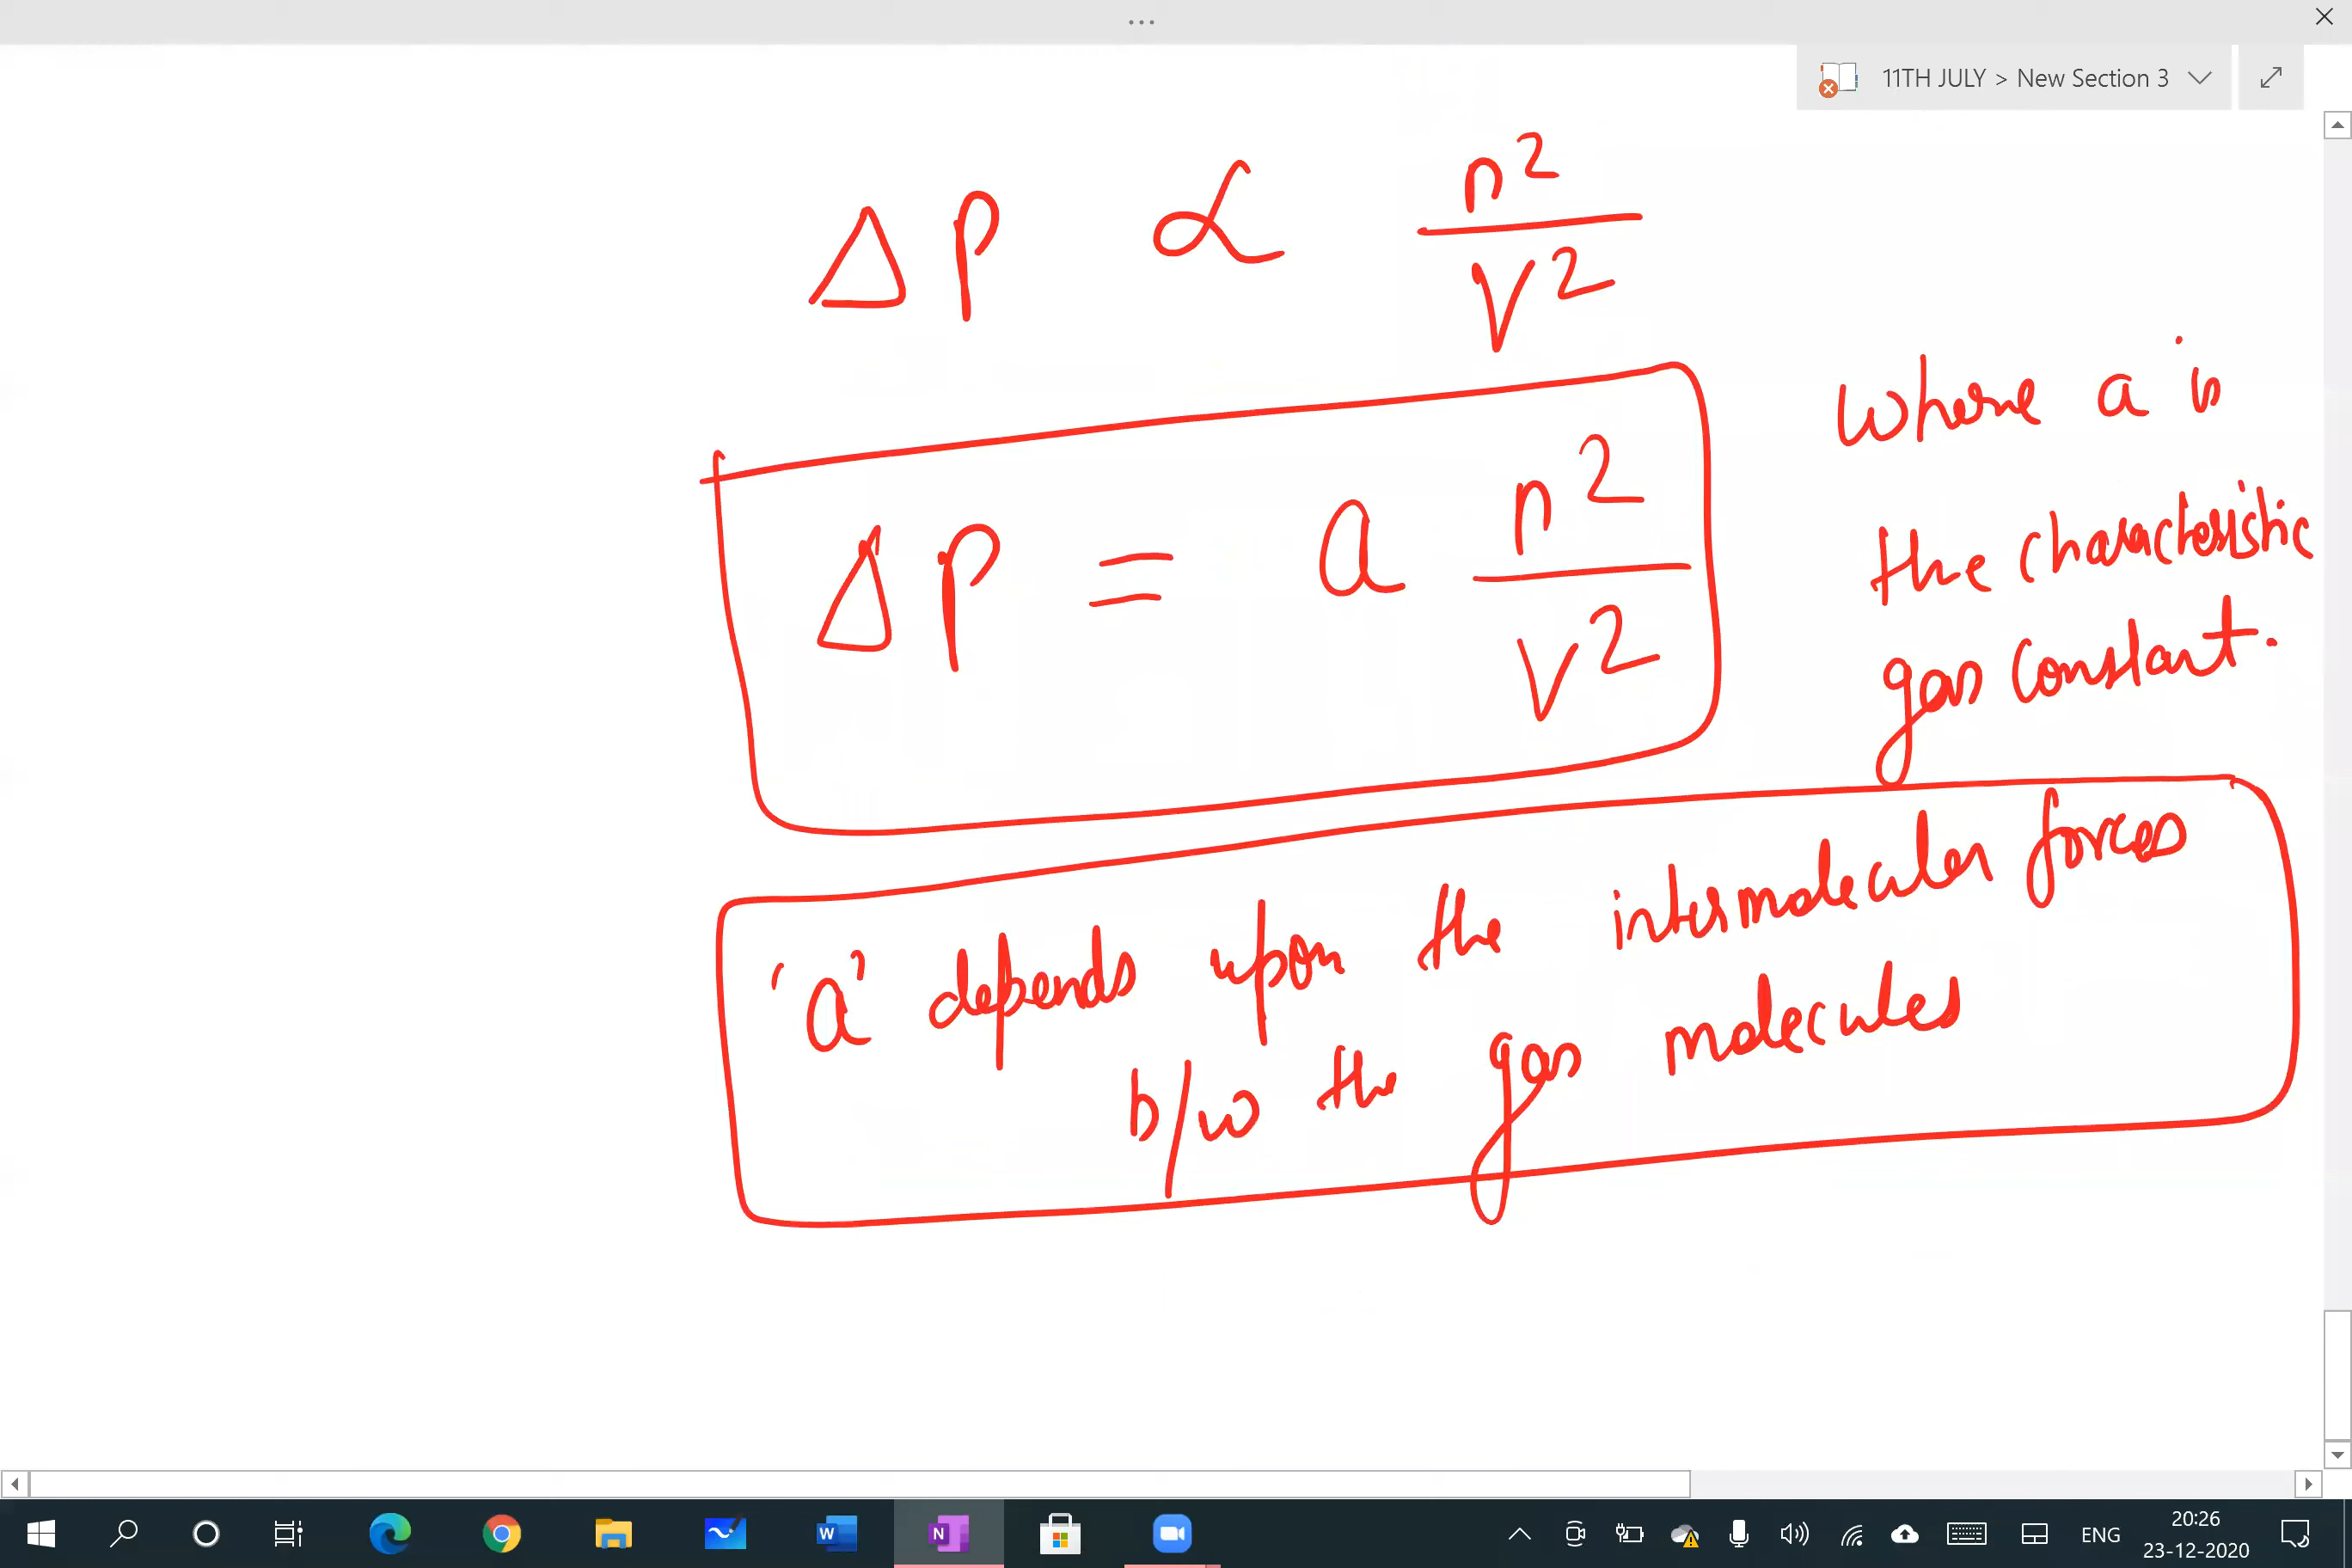 ...
11TH JULY > New Section 3
ΔP ∝ n²/V²
ΔP = a n²/V²
where a is
the characteristic
gas constant.
'a' depends upon the intermolecular forces
b/w the gas molecules
ENG
20:26
23-12-2020